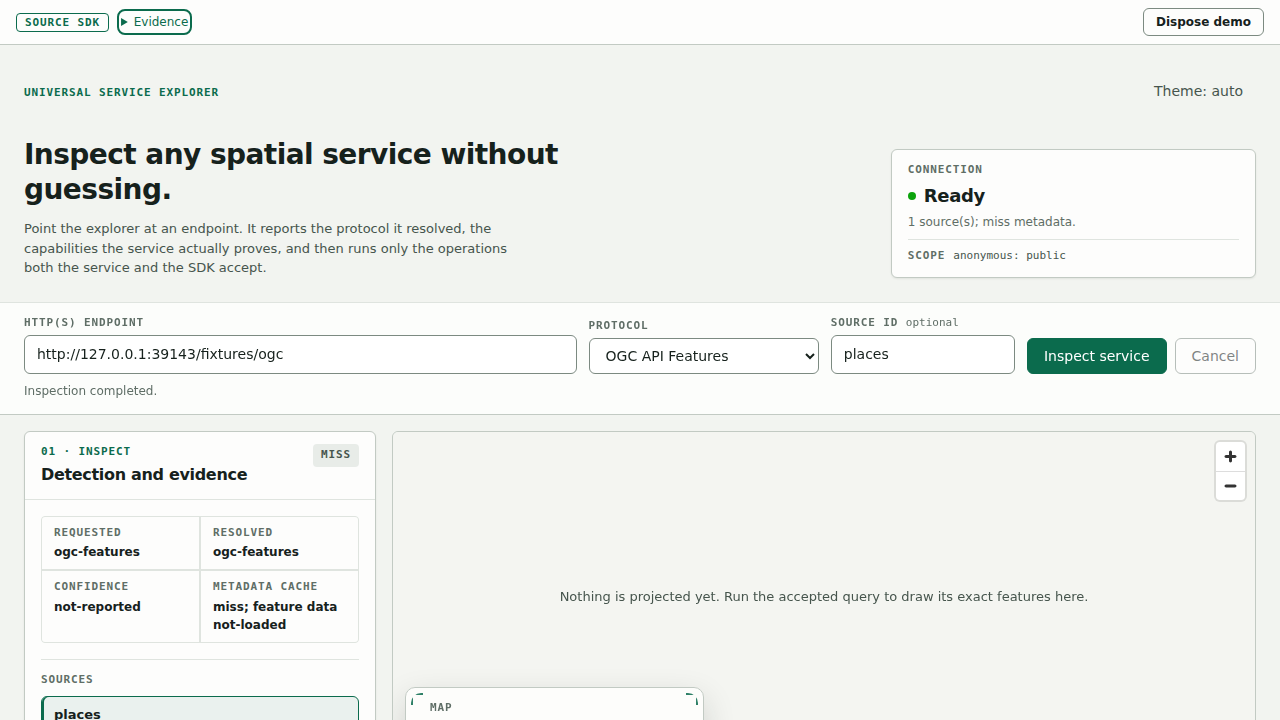 SOURCE SDK
Evidence
Dispose demo
UNIVERSAL SERVICE EXPLORER
Theme: auto
Inspect any spatial service without
guessing.
Point the explorer at an endpoint. It reports the protocol it resolved, the
capabilities the service actually proves, and then runs only the operations
both the service and the SDK accept.
CONNECTION
Ready
1 source(s); miss metadata.
SCOPE anonymous: public
HTTP(S) ENDPOINT
http://127.0.0.1:39143/fixtures/ogc
PROTOCOL
OGC API Features
SOURCE ID optional
places
Inspect service
Cancel
Inspection completed.
01 · INSPECT
Detection and evidence
MISS
REQUESTED
ogc-features
RESOLVED
ogc-features
CONFIDENCE
not-reported
METADATA CACHE
miss; feature data
not-loaded
SOURCES
places
Nothing is projected yet. Run the accepted query to draw its exact features here.
MAP